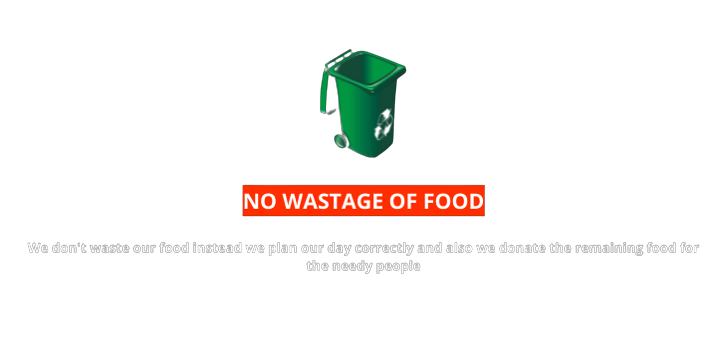 NO WASTAGE OF FOOD
We don't waste our food instead we plan our day correctly and also we donate the remaining food for
the needy people